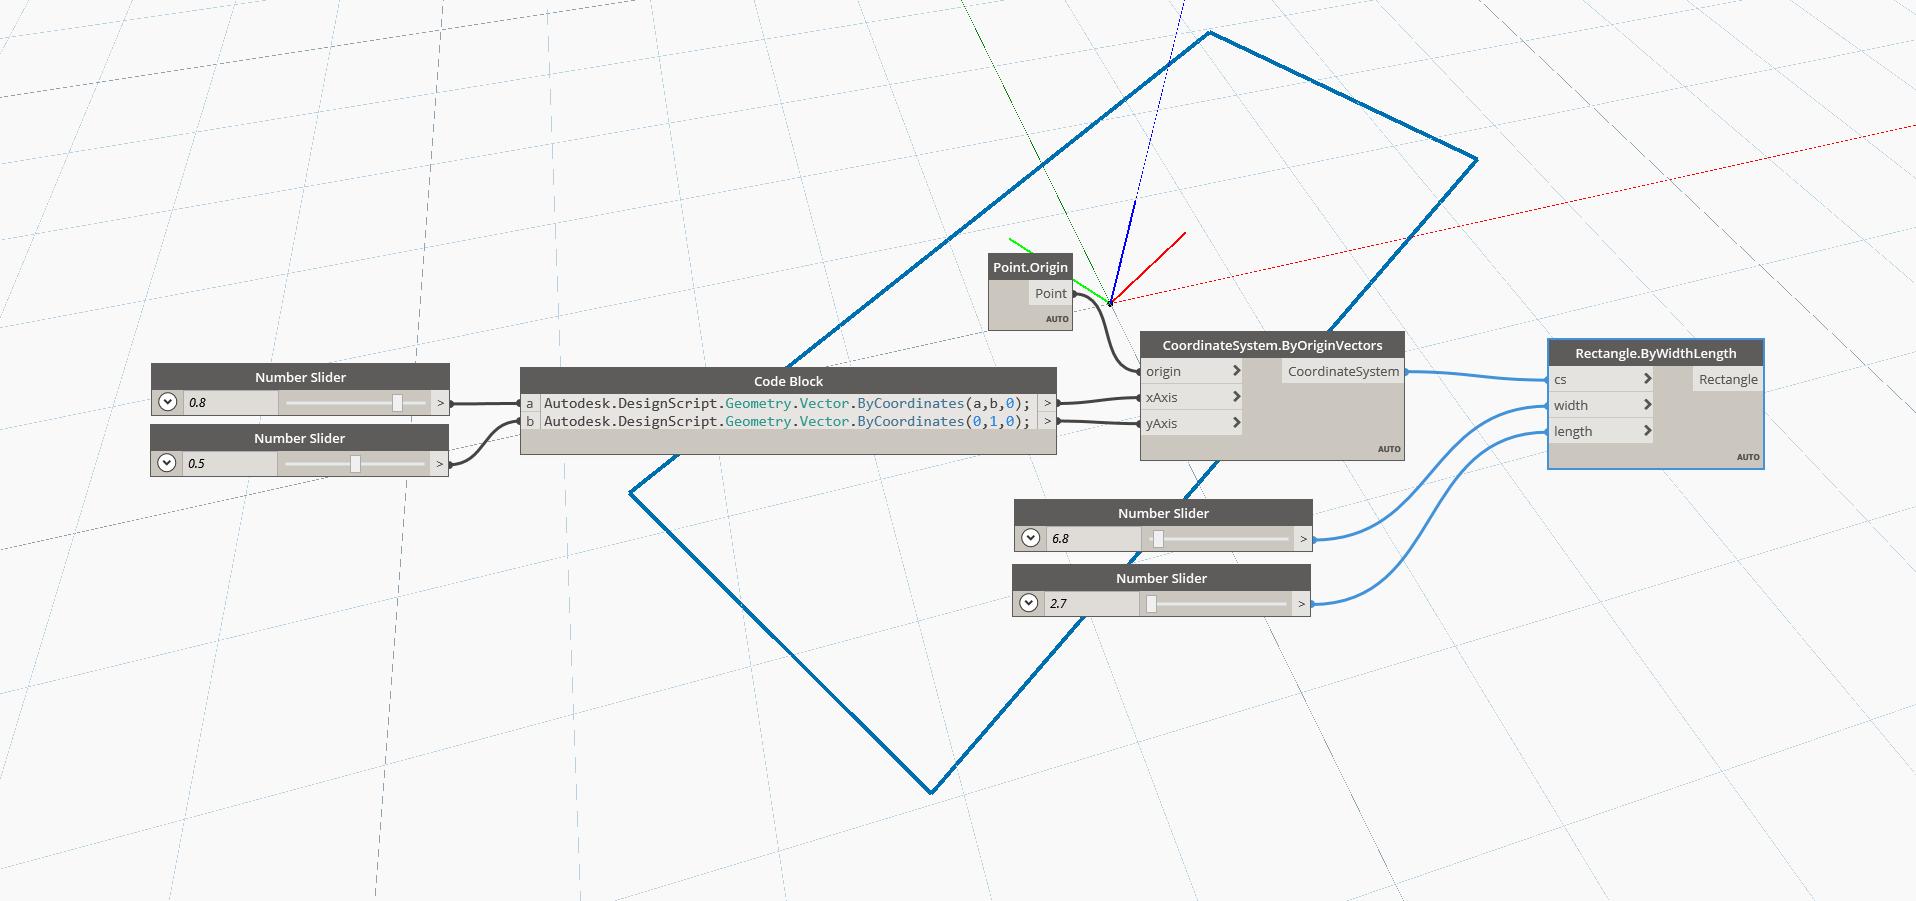 Point.Origin
Point
AUTO
CoordinateSystem.ByOriginVectors
origin CoordinateSystem
xAxis
yAxis
AUTO
Rectangle.ByWidthLength
cs Rectangle
width
length
AUTO
Number Slider
0.8 >
Number Slider
0.5 >
Code Block
a Autodesk.DesignScript.Geometry.Vector.ByCoordinates(a,b,0); >
b Autodesk.DesignScript.Geometry.Vector.ByCoordinates(0,1,0); >
Number Slider
6.8 >
Number Slider
2.7 >